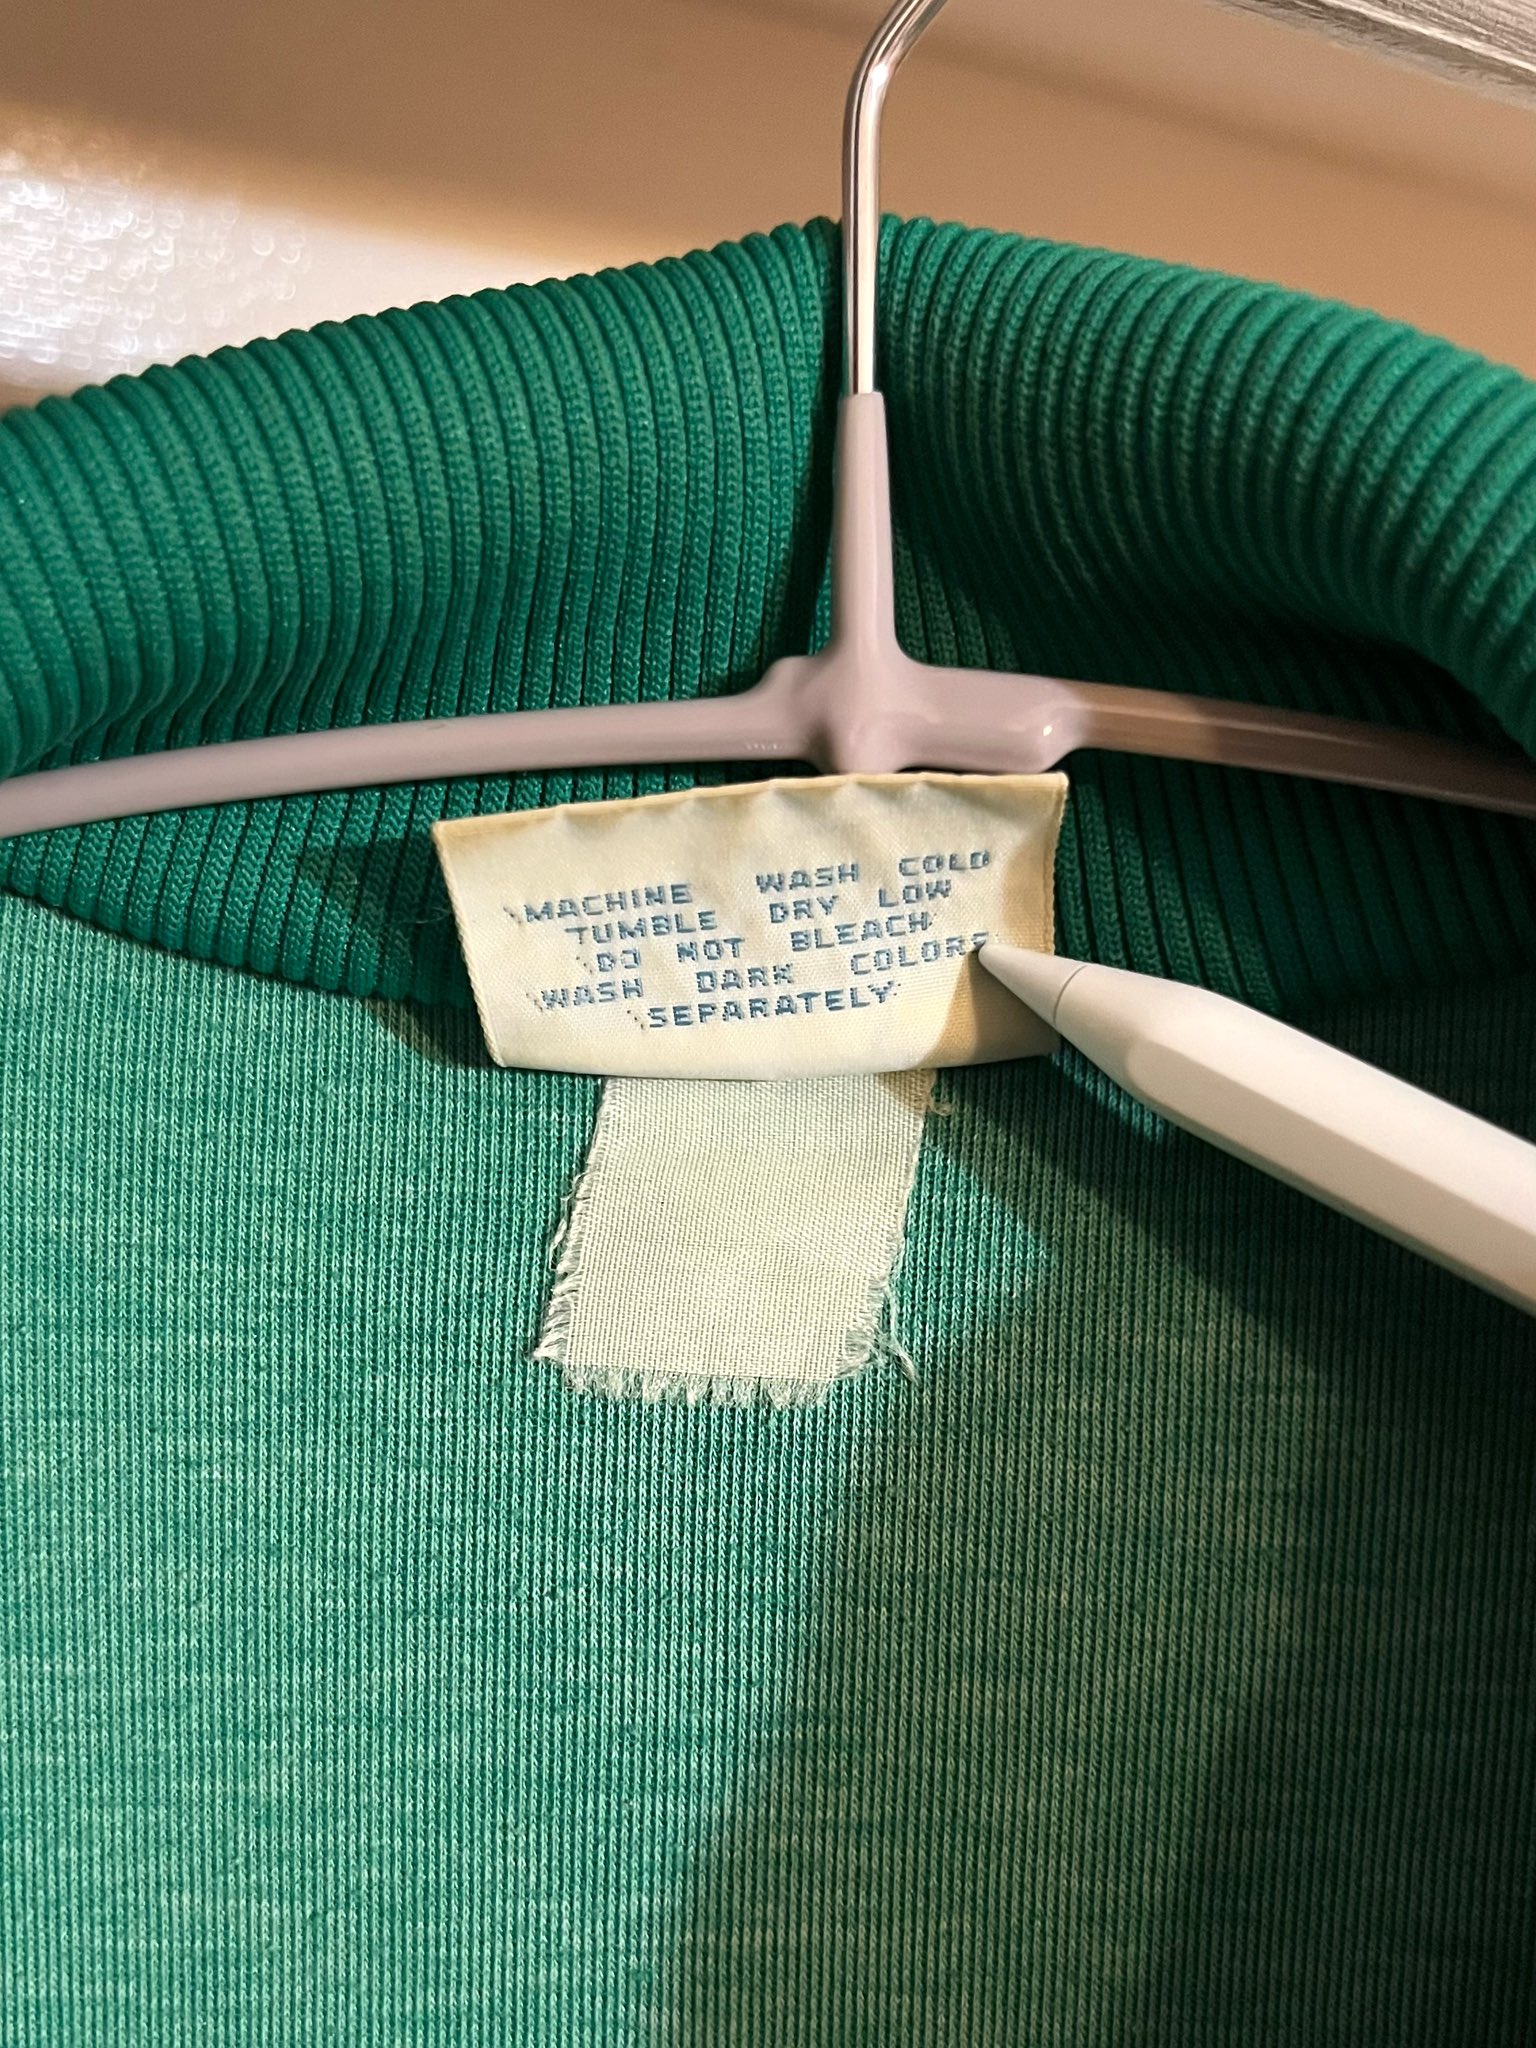 MACHINE WASH COLD
TUMBLE DRY LOW
DO NOT BLEACH
WASH DARK COLORS
SEPARATELY